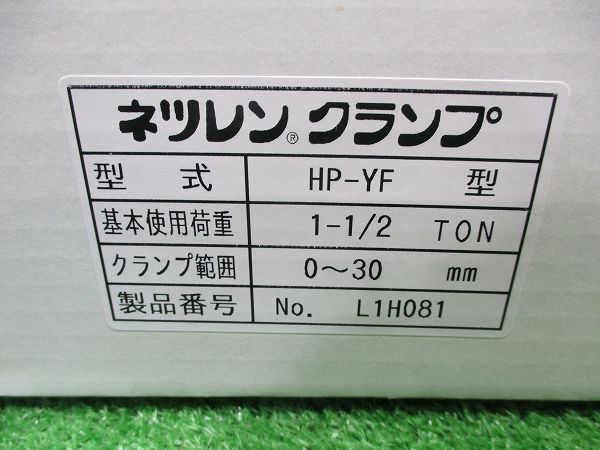 ネツレン® クランプ
型式 HP-YF 型
基本使用荷重 1-1/2 TON
クランプ範囲 0～30 mm
製品番号 No. L1H081